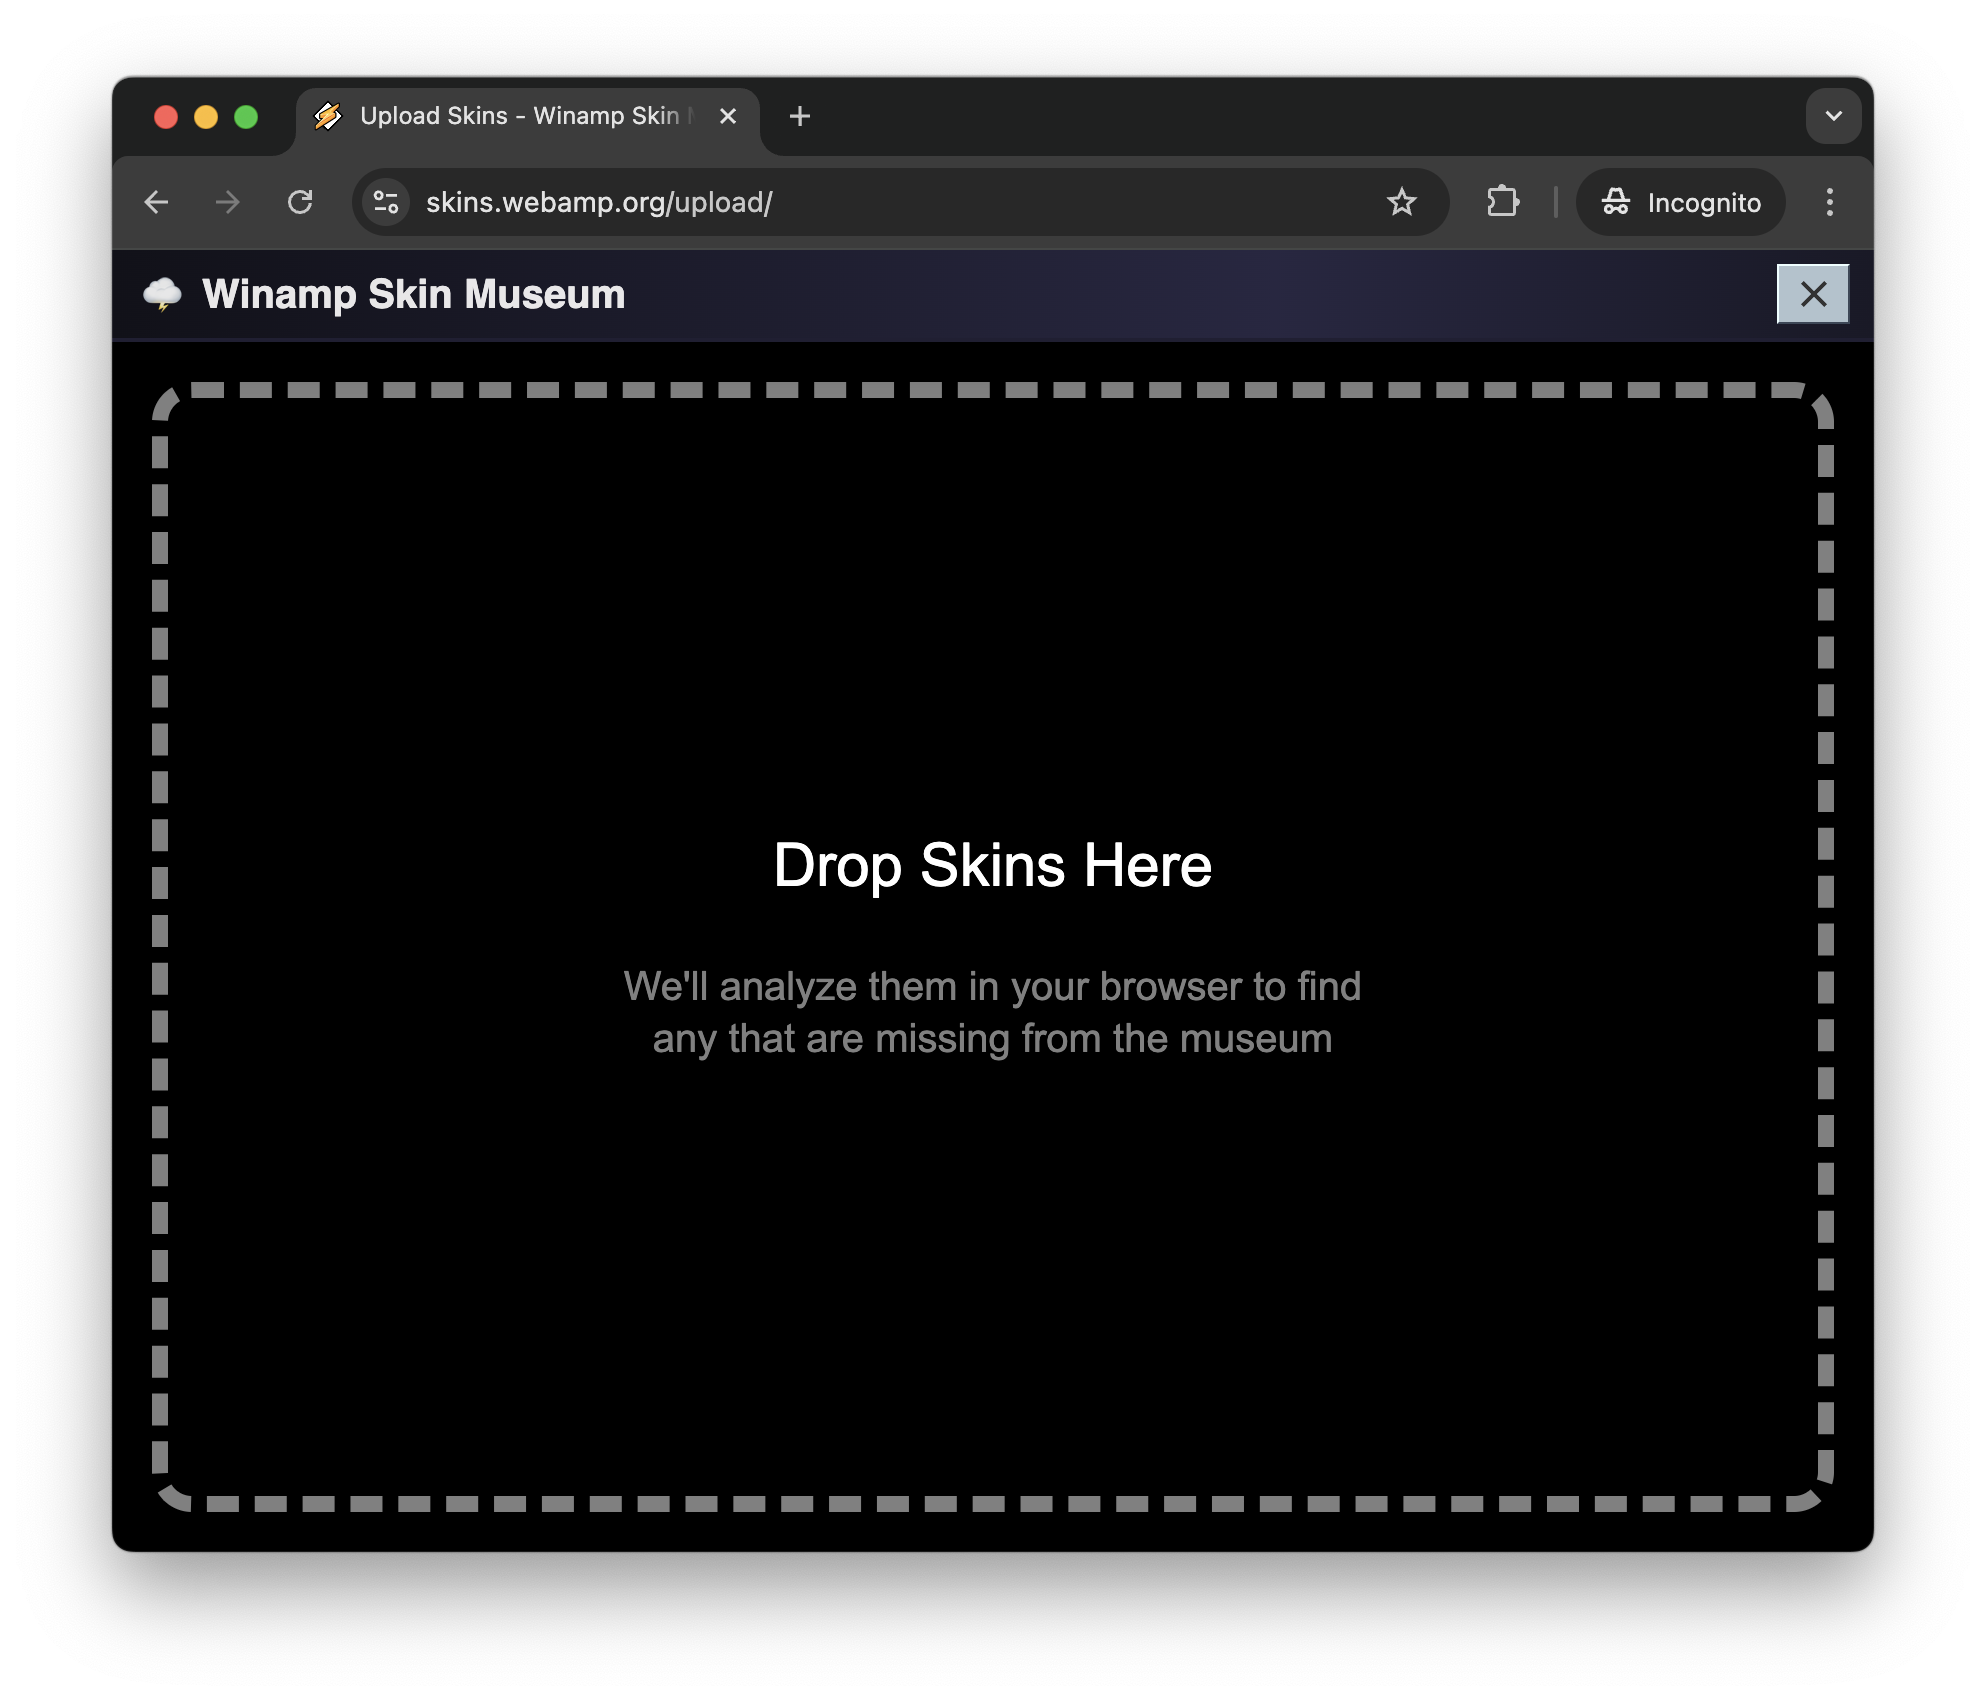 Upload Skins - Winamp Skin
skins.webamp.org/upload/
Incognito
Winamp Skin Museum
Drop Skins Here
We'll analyze them in your browser to find
any that are missing from the museum